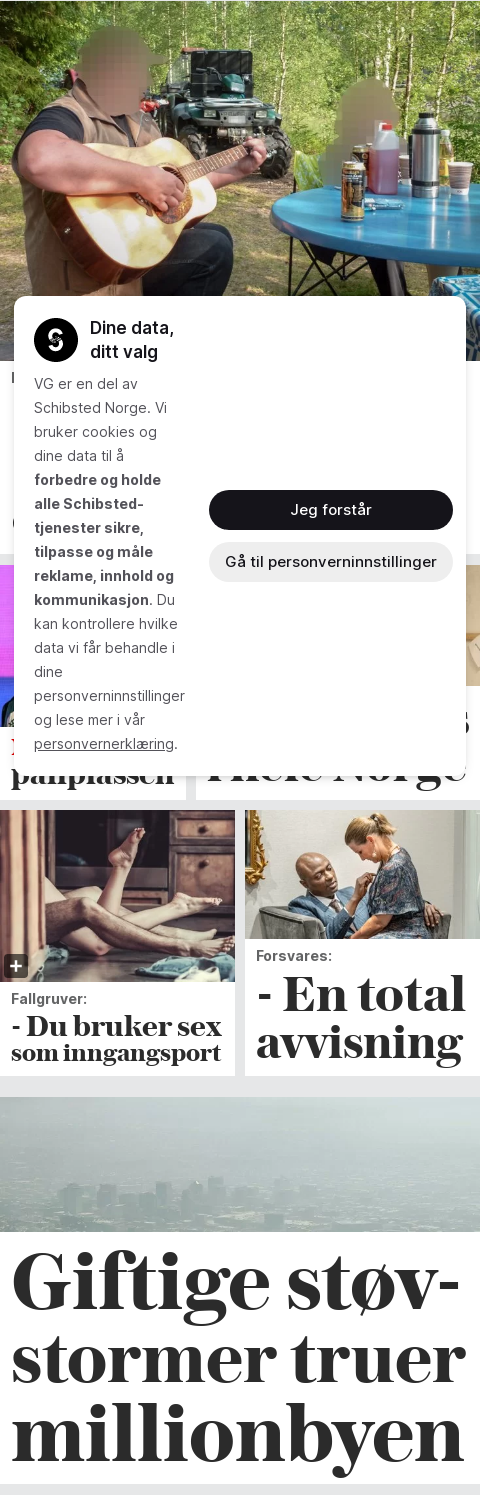 Dine data,
ditt valg
VG er en del av
Schibsted Norge. Vi
bruker cookies og
dine data til å
forbedre og holde
alle Schibsted-
tjenester sikre,
tilpasse og måle
reklame, innhold og
kommunikasjon. Du
kan kontrollere hvilke
data vi får behandle i
dine
personverninnstillinger
og lese mer i vår
personvernerklæring.
Jeg forstår
Gå til personverninnstillinger
pallplassen
i hele Norge
Fallgruver:
- Du bruker sex
som inngangsport
Forsvares:
- En total
avvisning
Giftige støv-
stormer truer
millionbyen